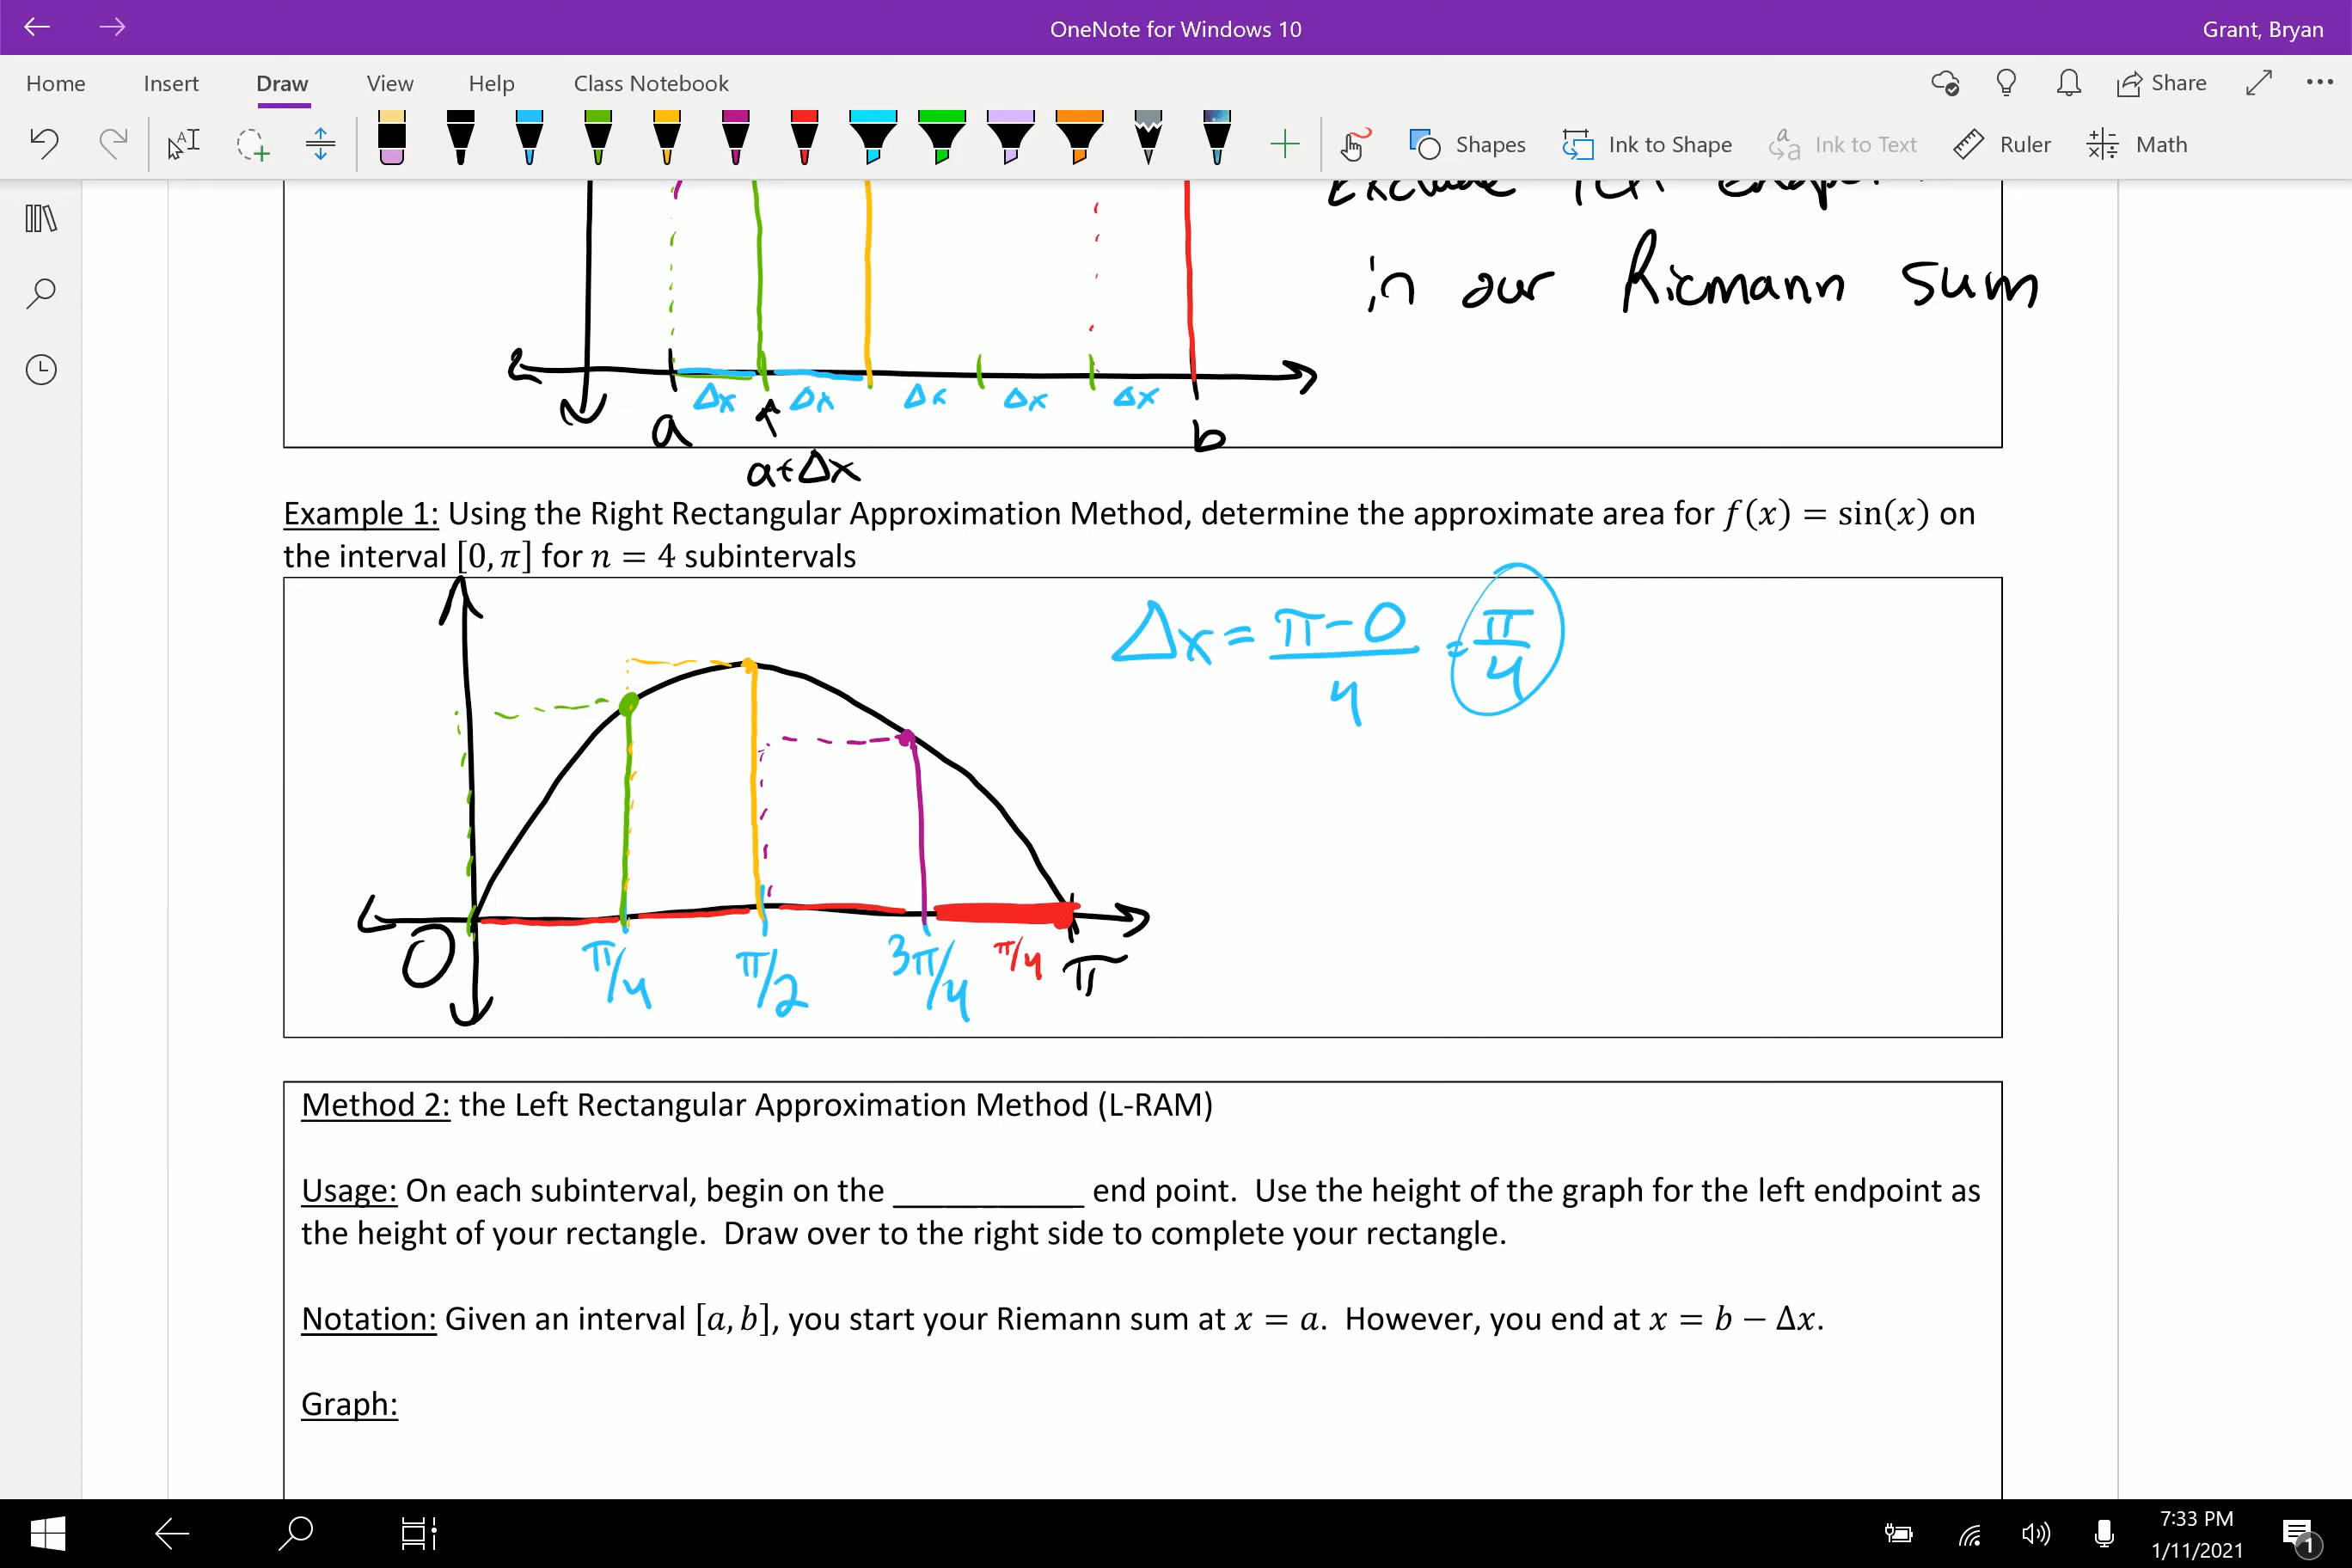 OneNote for Windows 10
Grant, Bryan
Home Insert Draw View Help Class Notebook
Share
Shapes Ink to Shape Ink to Text Ruler Math
in our Riemann sum
Δx Δx Δx Δx Δx
a b
a+Δx
Example 1: Using the Right Rectangular Approximation Method, determine the approximate area for f(x) = sin(x) on
the interval [0, π] for n = 4 subintervals
Δx = π-0/4 = π/4
0 π/4 π/2 3π/4 π/4 π
Method 2: the Left Rectangular Approximation Method (L-RAM)
Usage: On each subinterval, begin on the ___________ end point. Use the height of the graph for the left endpoint as
the height of your rectangle. Draw over to the right side to complete your rectangle.
Notation: Given an interval [a, b], you start your Riemann sum at x = a. However, you end at x = b − Δx.
Graph:
7:33 PM
1/11/2021
1